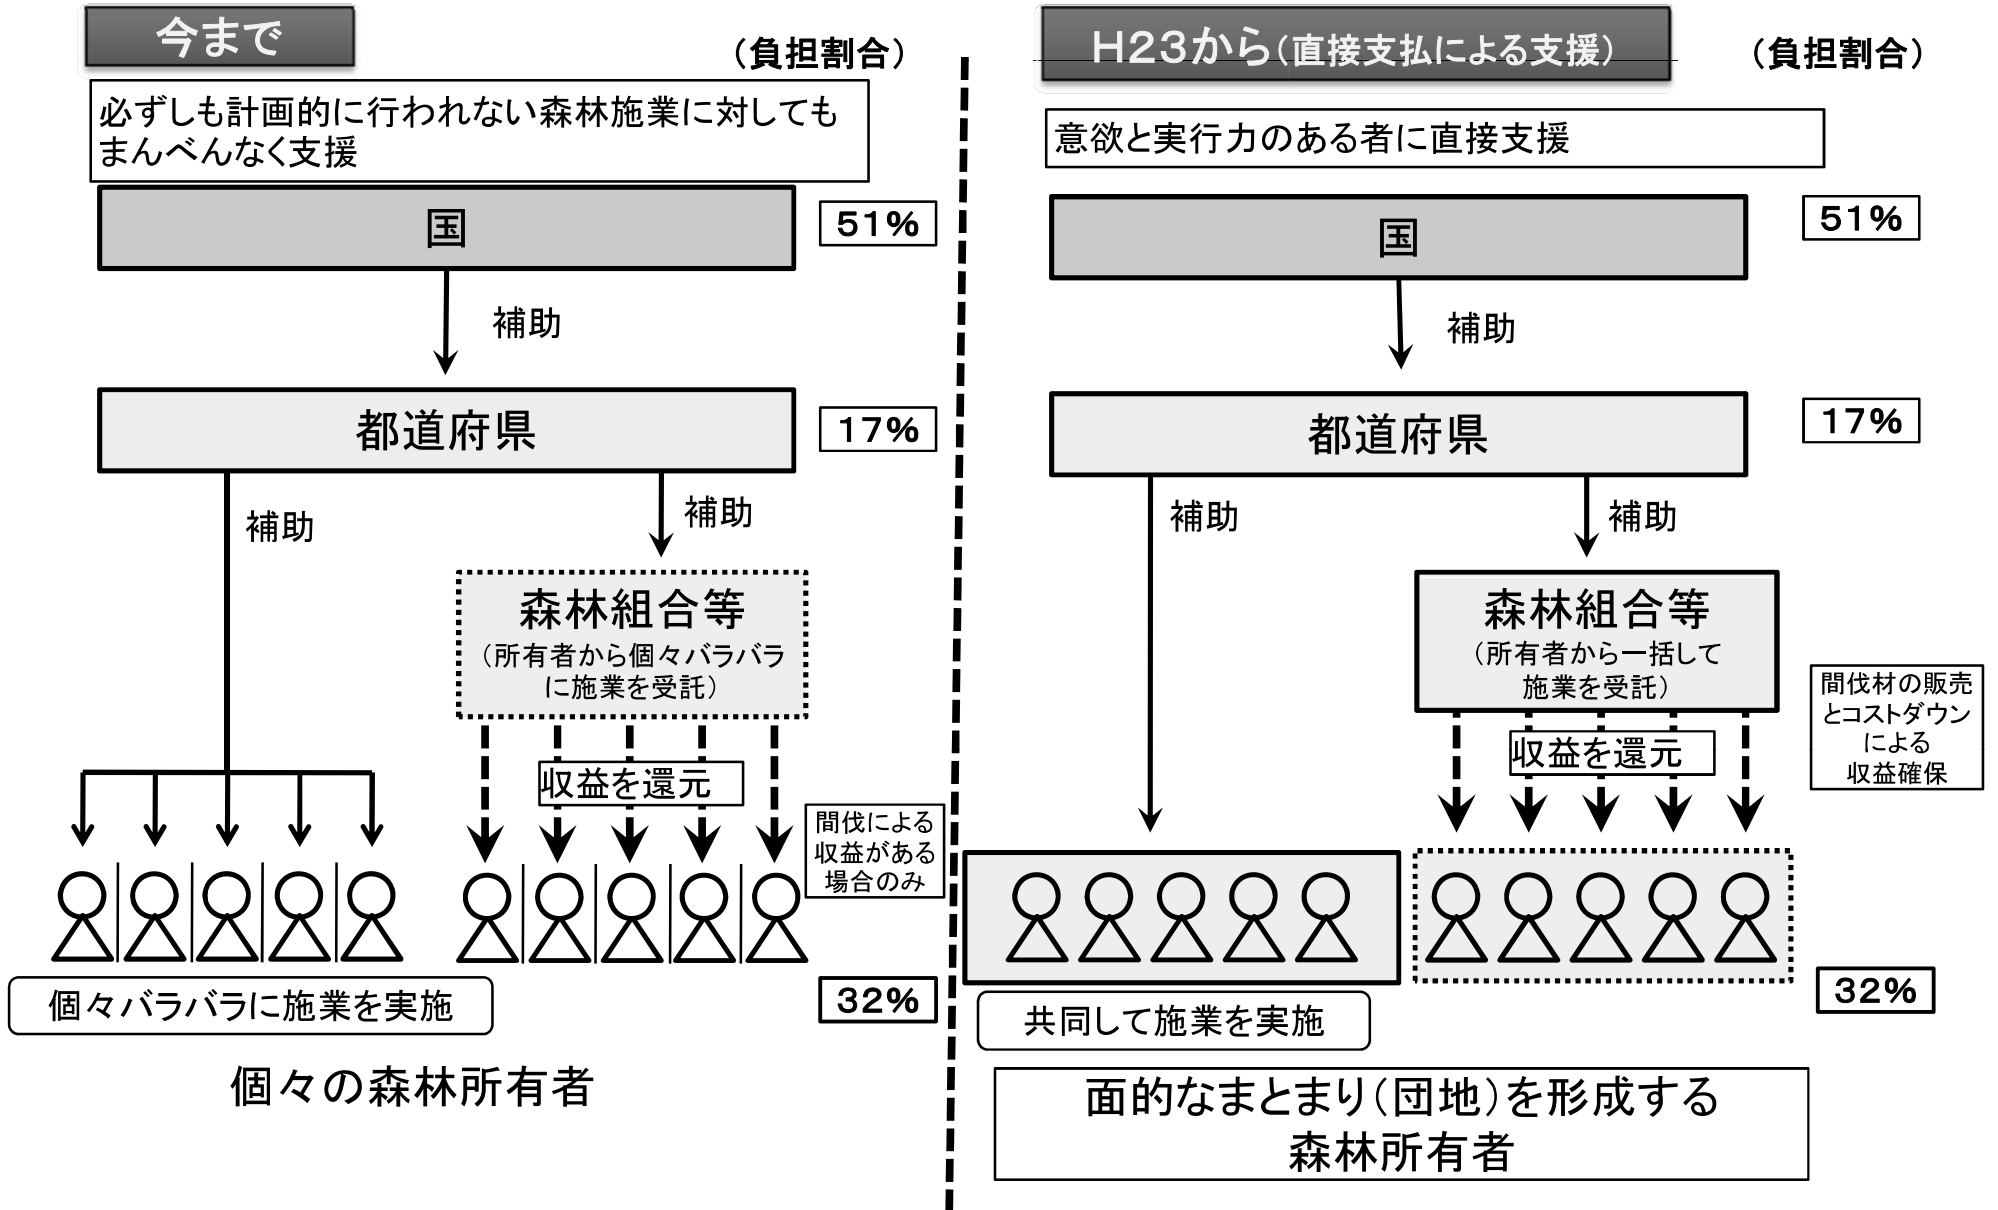 今まで
(負担割合)
必ずしも計画的に行われない森林施業に対しても
まんべんなく支援
国
51%
補助
都道府県
17%
補助
補助
森林組合等
(所有者から個々バラバラ
に施業を受託)
収益を還元
間伐による
収益がある
場合のみ
32%
個々バラバラに施業を実施
個々の森林所有者
H23から(直接支払による支援)
(負担割合)
意欲と実行力のある者に直接支援
国
51%
補助
都道府県
17%
補助
補助
森林組合等
(所有者から一括して
施業を受託)
収益を還元
間伐材の販売
とコストダウン
による
収益確保
32%
共同して施業を実施
面的なまとまり(団地)を形成する
森林所有者